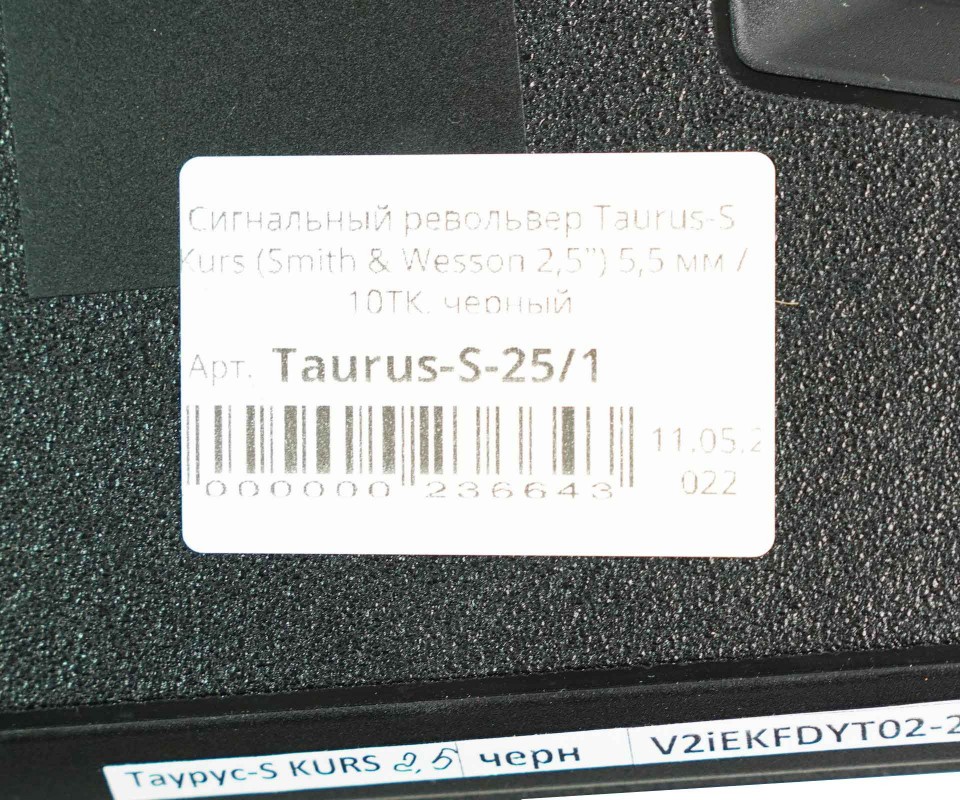 Сигнальный револьвер Taurus-S
Kurs (Smith & Wesson 2,5") 5,5 мм /
10ТК. черный
Арт. Taurus-S-25/1
11.05.2
022
000000 236643
Таурус-S KURS 2,5 черн V2iEKFDYT02-2